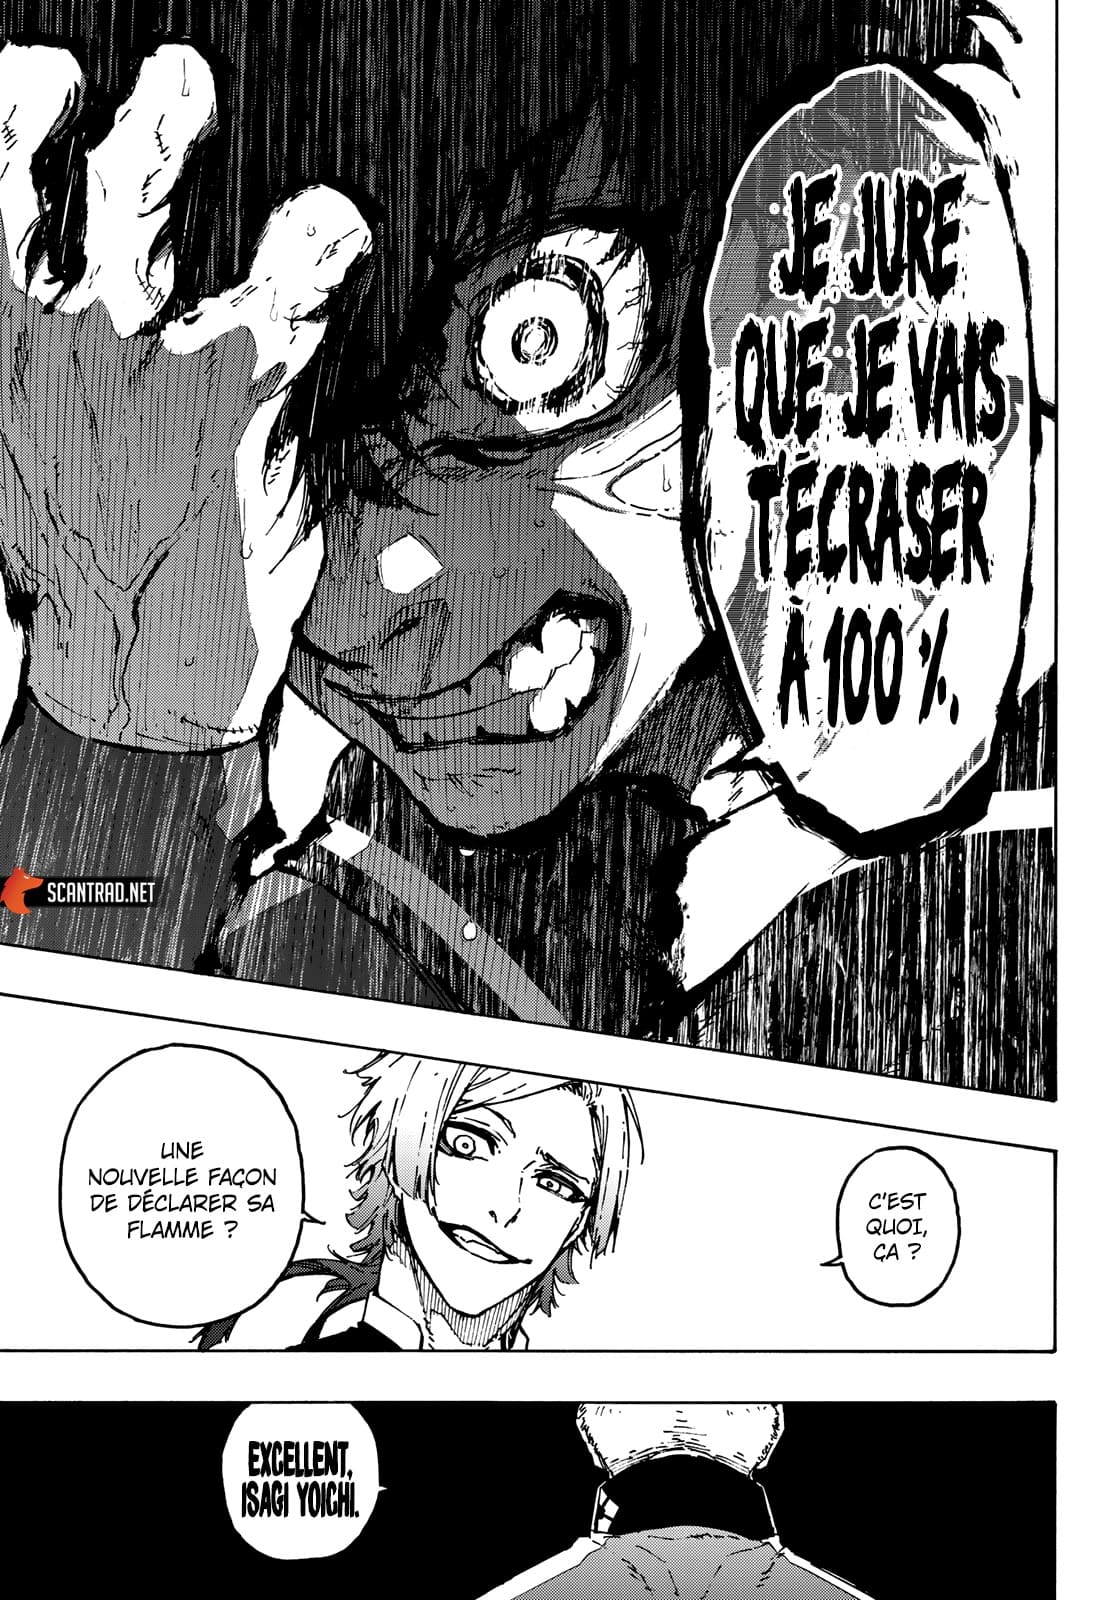 JE JURE
QUE JE VAIS
T'ÉCRASER
À 100 %.
SCANTRAD.NET
C'EST
QUOI,
ÇA ?
UNE
NOUVELLE FAÇON
DE DÉCLARER SA
FLAMME ?
EXCELLENT,
ISAGI YOICHI.